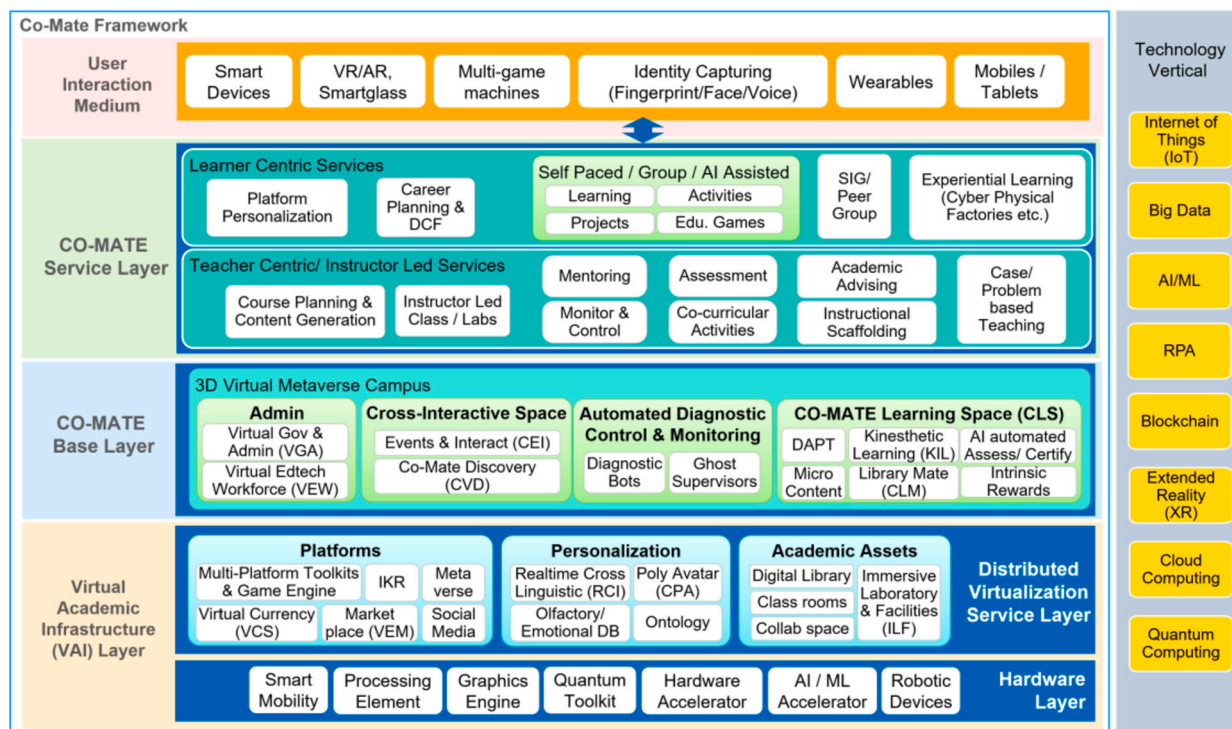 Co-Mate Framework
User
Interaction
Medium
Smart
Devices
VR/AR,
Smartglass
Multi-game
machines
Identity Capturing
(Fingerprint/Face/Voice)
Wearables
Mobiles /
Tablets
CO-MATE
Service Layer
Learner Centric Services
Platform
Personalization
Career
Planning &
DCF
Self Paced / Group / AI Assisted
Learning
Activities
Projects
Edu. Games
SIG/
Peer
Group
Experiential Learning
(Cyber Physical
Factories etc.)
Teacher Centric/ Instructor Led Services
Course Planning &
Content Generation
Instructor Led
Class / Labs
Mentoring
Assessment
Academic
Advising
Monitor &
Control
Co-curricular
Activities
Instructional
Scaffolding
Case/
Problem
based
Teaching
CO-MATE
Base Layer
3D Virtual Metaverse Campus
Admin
Virtual Gov &
Admin (VGA)
Virtual Edtech
Workforce (VEW)
Cross-Interactive Space
Events & Interact (CEI)
Co-Mate Discovery
(CVD)
Automated Diagnostic
Control & Monitoring
Diagnostic
Bots
Ghost
Supervisors
CO-MATE Learning Space (CLS)
DAPT
Kinesthetic
Learning (KIL)
AI automated
Assess/ Certify
Micro
Content
Library Mate
(CLM)
Intrinsic
Rewards
Virtual
Academic
Infrastructure
(VAI) Layer
Platforms
Multi-Platform Toolkits
& Game Engine
IKR
Meta
verse
Virtual Currency
(VCS)
Market
place (VEM)
Social
Media
Personalization
Realtime Cross
Linguistic (RCI)
Poly Avatar
(CPA)
Olfactory/
Emotional DB
Ontology
Academic Assets
Digital Library
Class rooms
Collab space
Immersive
Laboratory
& Facilities
(ILF)
Distributed
Virtualization
Service Layer
Smart
Mobility
Processing
Element
Graphics
Engine
Quantum
Toolkit
Hardware
Accelerator
AI / ML
Accelerator
Robotic
Devices
Hardware
Layer
Technology
Vertical
Internet of
Things
(IoT)
Big Data
AI/ML
RPA
Blockchain
Extended
Reality
(XR)
Cloud
Computing
Quantum
Computing